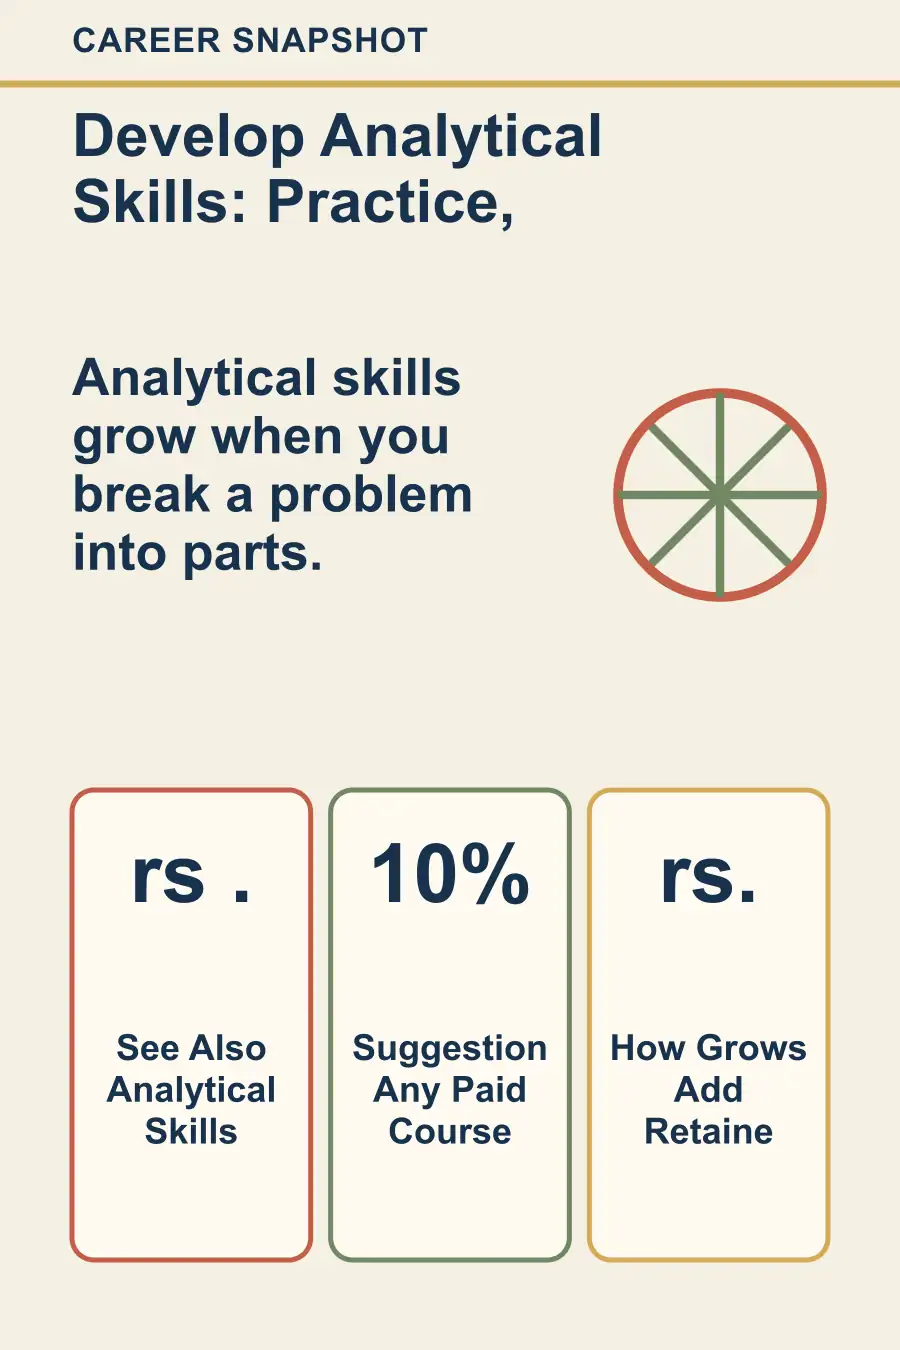 CAREER SNAPSHOT
Develop Analytical
Skills: Practice,
Analytical skills
grow when you
break a problem
into parts.
rs .
See Also
Analytical
Skills
10%
Suggestion
Any Paid
Course
rs.
How Grows
Add
Retaine